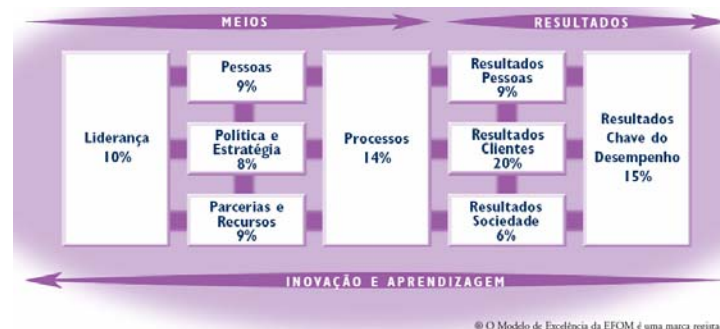 MEIOS
RESULTADOS
Liderança
10%
Pessoas
9%
Política e
Estratégia
8%
Parcerias e
Recursos
9%
Processos
14%
Resultados
Pessoas
9%
Resultados
Clientes
20%
Resultados
Sociedade
6%
Resultados
Chave do
Desempenho
15%
INOVAÇÃO E APRENDIZAGEM
® O Modelo de Excelência da EFQM é uma marca regista